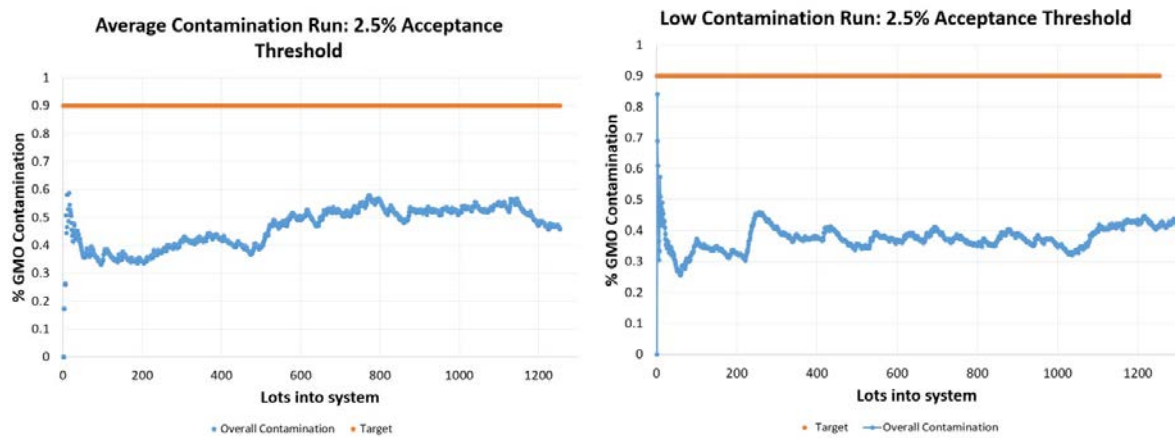 Average Contamination Run: 2.5% Acceptance
Threshold
1
0.9
0.8
0.7
0.6
0.5
0.4
0.3
0.2
0.1
0
% GMO Contamination
0 200 400 600 800 1000 1200
Lots into system
Overall Contamination Target
Low Contamination Run: 2.5% Acceptance Threshold
1
0.9
0.8
0.7
0.6
0.5
0.4
0.3
0.2
0.1
0
% GMO Contamination
0 200 400 600 800 1000 1200
Lots into system
Target Overall Contamination